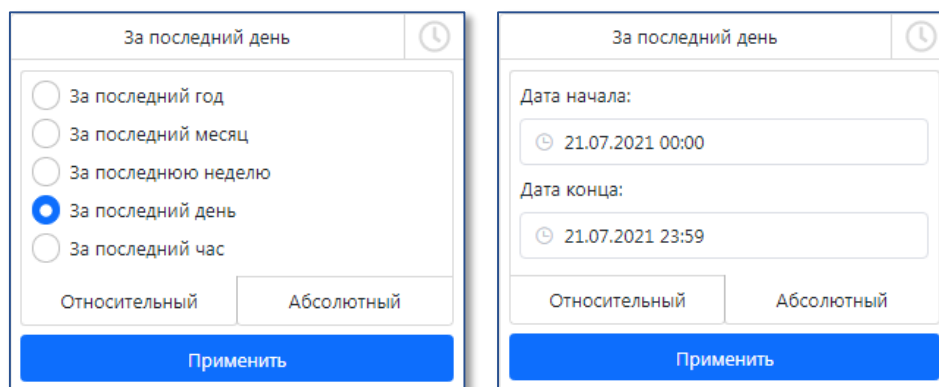 За последний день
За последний год
За последний месяц
За последнюю неделю
За последний день
За последний час
Относительный
Абсолютный
Применить
За последний день
Дата начала:
21.07.2021 00:00
Дата конца:
21.07.2021 23:59
Относительный
Абсолютный
Применить